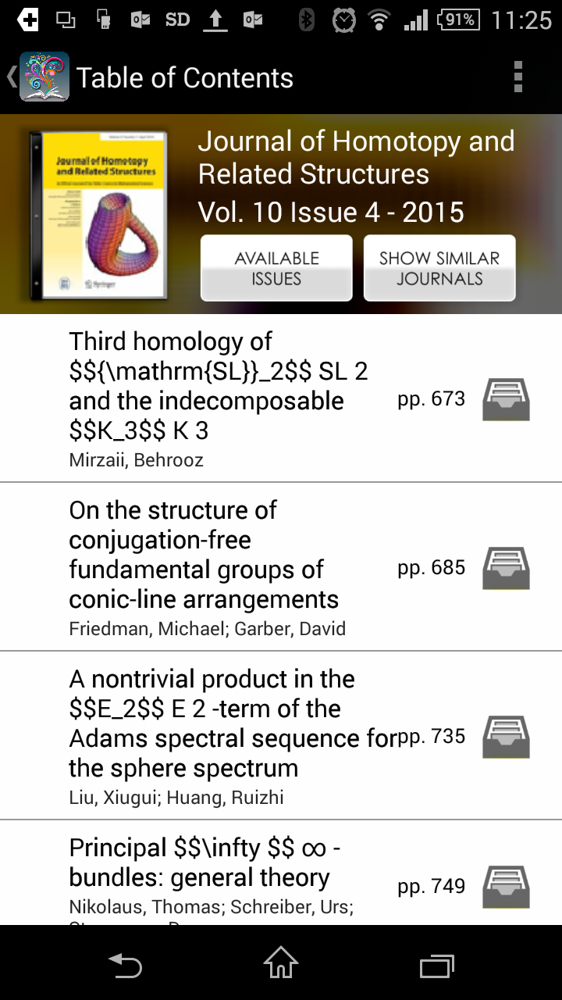 SD
91%
11:25
Table of Contents
Journal of Homotopy
and Related Structures
Springer
Journal of Homotopy and
Related Structures
Vol. 10 Issue 4 - 2015
AVAILABLE
ISSUES
SHOW SIMILAR
JOURNALS
Third homology of
$${\mathrm{SL}}_2$$ SL 2
and the indecomposable
$$K_3$$ K 3
Mirzaii, Behrooz
pp. 673
On the structure of
conjugation-free
fundamental groups of
conic-line arrangements
Friedman, Michael; Garber, David
pp. 685
A nontrivial product in the
$$E_2$$ E 2 -term of the
Adams spectral sequence for
the sphere spectrum
Liu, Xiugui; Huang, Ruizhi
pp. 735
Principal $$\infty $$ ∞ -
bundles: general theory
Nikolaus, Thomas; Schreiber, Urs;
pp. 749